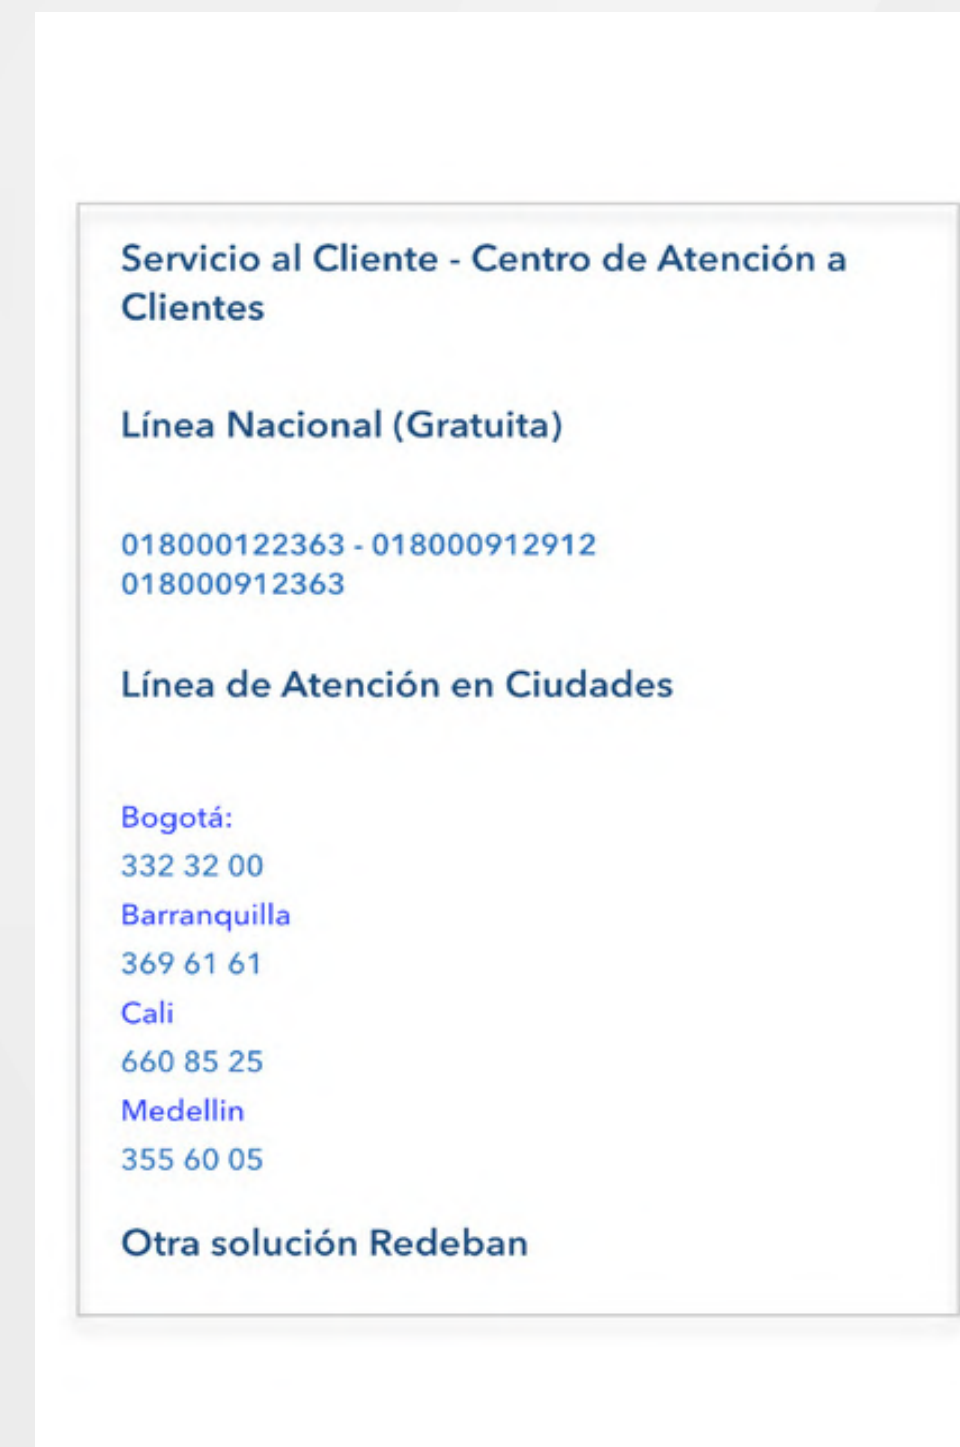 Servicio al Cliente - Centro de Atención a
Clientes
Línea Nacional (Gratuita)
018000122363 - 018000912912
018000912363
Línea de Atención en Ciudades
Bogotá:
332 32 00
Barranquilla
369 61 61
Cali
660 85 25
Medellin
355 60 05
Otra solución Redeban